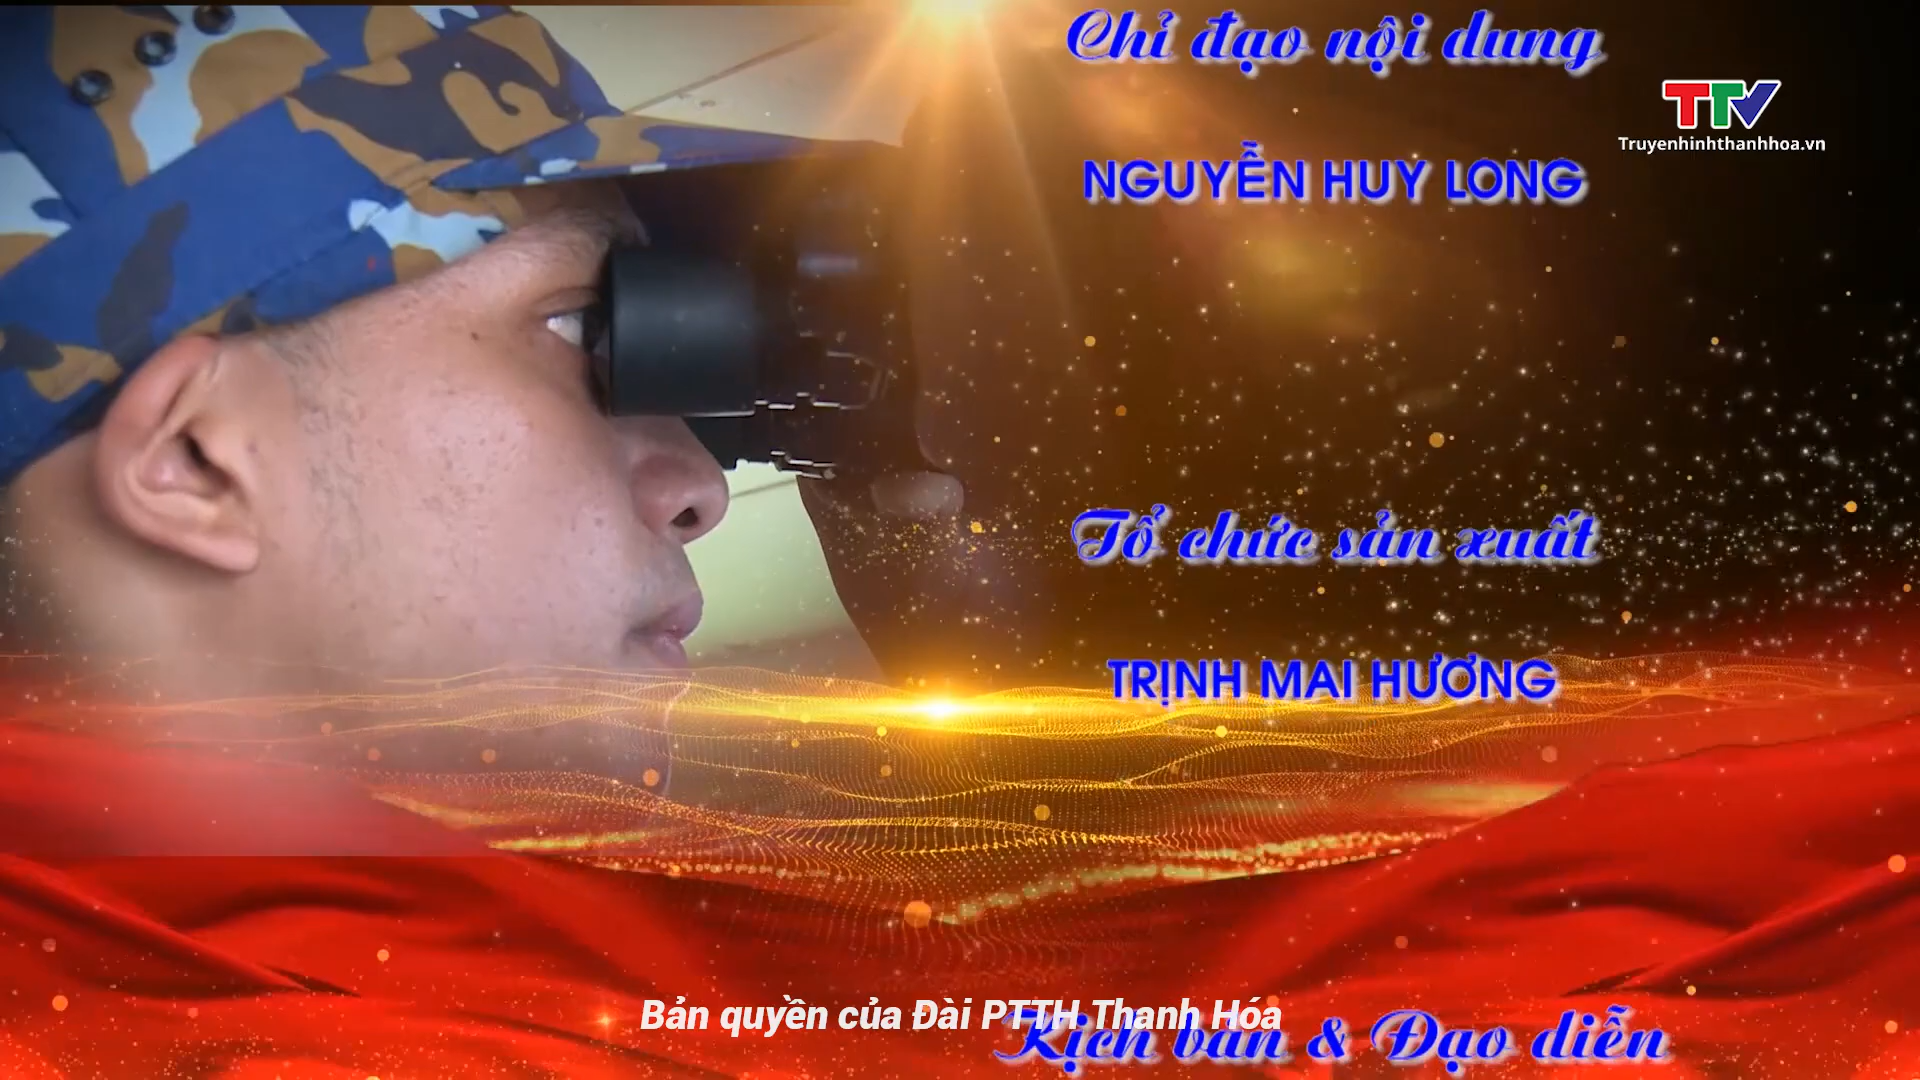 Chỉ đạo nội dung
TTV
Truyenhinhthanhhoa.vn
NGUYỄN HUY LONG
Tổ chức sản xuất
TRỊNH MAI HƯƠNG
Bản quyền của Đài PTTH Thanh Hóa
Kịch bản & Đạo diễn